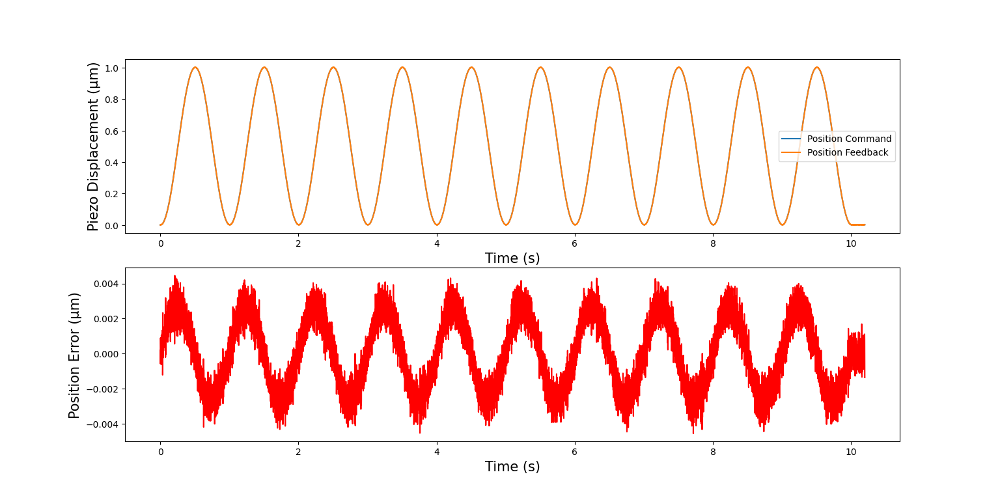 Piezo Displacement (μm)
1.0
0.8
0.6
0.4
0.2
0.0
Position Command
Position Feedback
0 2 4 6 8 10
Time (s)
Position Error (μm)
0.004
0.002
0.000
−0.002
−0.004
0 2 4 6 8 10
Time (s)